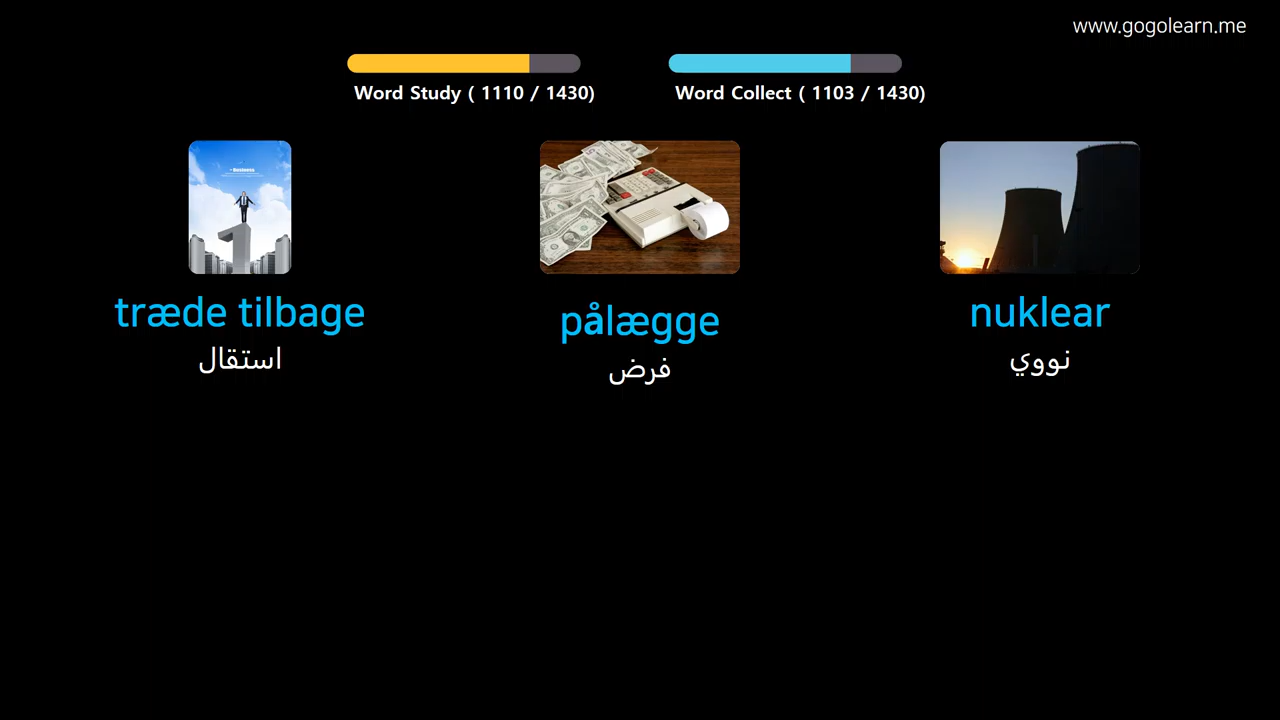 www.gogolearn.me
Word Study ( 1110 / 1430)
Word Collect ( 1103 / 1430)
træde tilbage
استقال
pålægge
فرض
nuklear
نووي